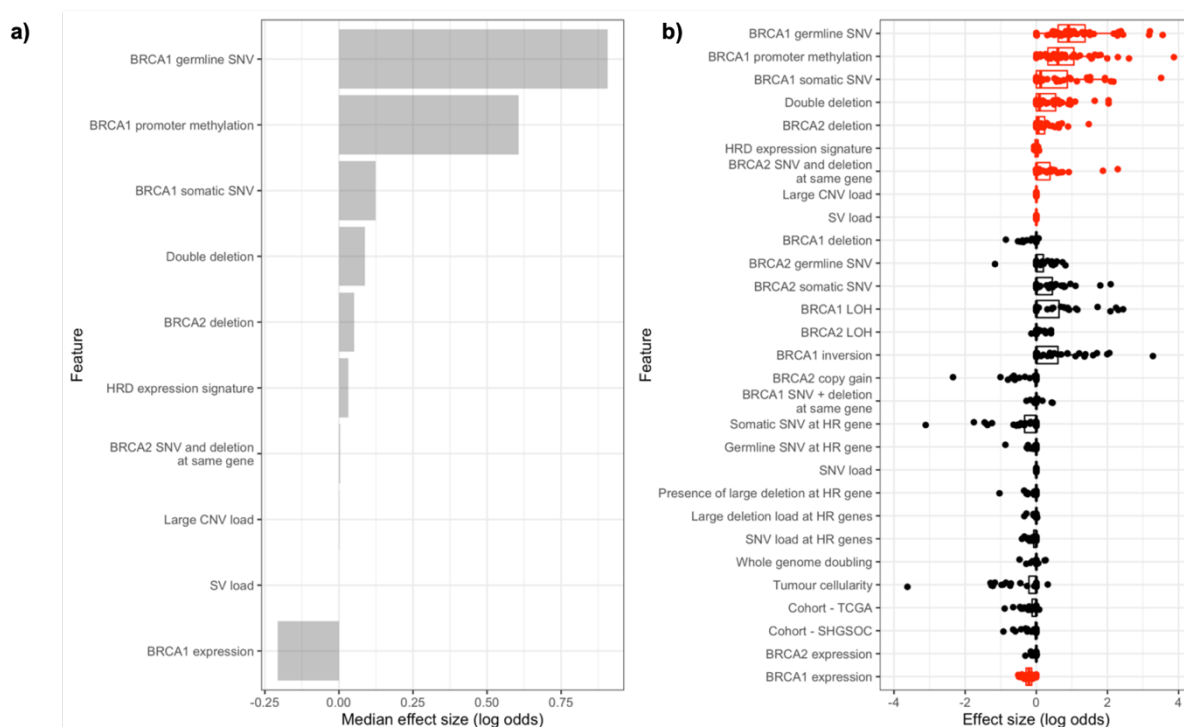 a)
BRCA1 germline SNV
BRCA1 promoter methylation
BRCA1 somatic SNV
Double deletion
BRCA2 deletion
HRD expression signature
BRCA2 SNV and deletion
at same gene
Large CNV load
SV load
BRCA1 expression
Feature
-0.25
0.00
0.25
0.50
0.75
Median effect size (log odds)
b)
BRCA1 germline SNV
BRCA1 promoter methylation
BRCA1 somatic SNV
Double deletion
BRCA2 deletion
HRD expression signature
BRCA2 SNV and deletion
at same gene
Large CNV load
SV load
BRCA1 deletion
BRCA2 germline SNV
BRCA2 somatic SNV
BRCA1 LOH
BRCA2 LOH
BRCA1 inversion
BRCA2 copy gain
BRCA1 SNV + deletion
at same gene
Somatic SNV at HR gene
Germline SNV at HR gene
SNV load
Presence of large deletion at HR gene
Large deletion load at HR genes
SNV load at HR genes
Whole genome doubling
Tumour cellularity
Cohort - TCGA
Cohort - SHGSOC
BRCA2 expression
BRCA1 expression
Feature
-4
-2
0
2
4
Effect size (log odds)